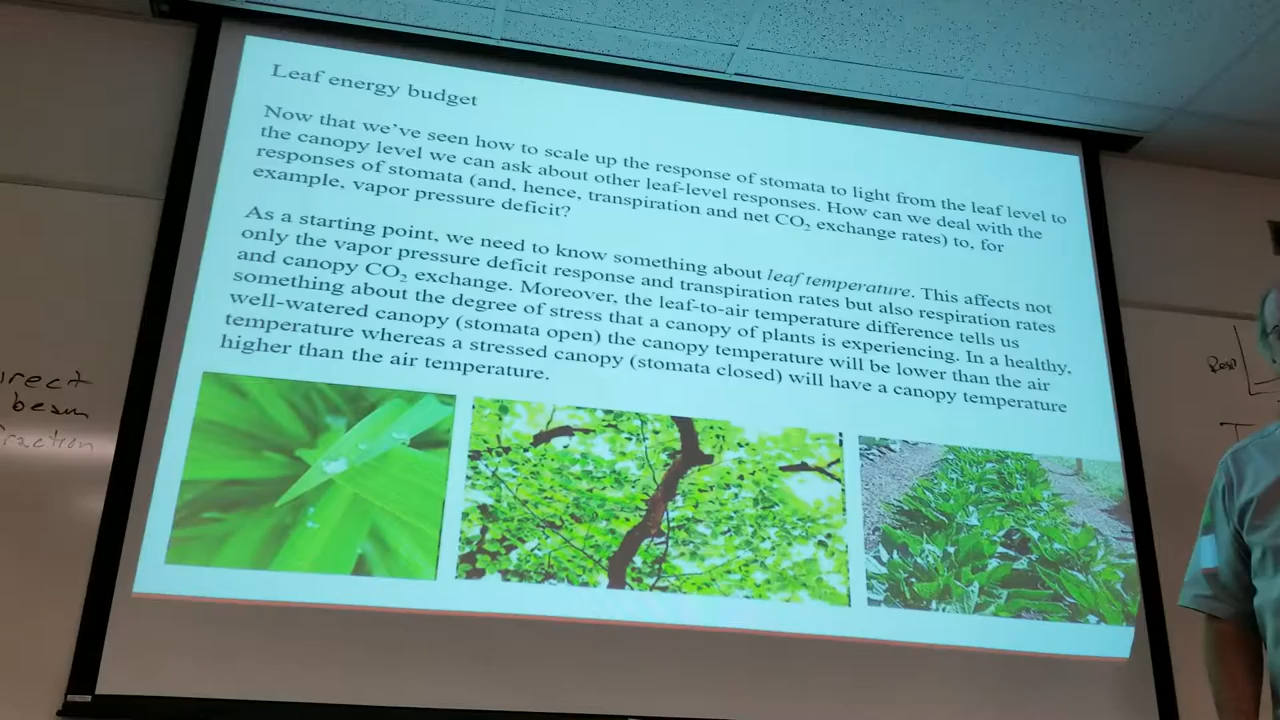 Leaf energy budget
Now that we've seen how to scale up the response of stomata to light from the leaf level to
the canopy level we can ask about other leaf-level responses. How can we deal with the
responses of stomata (and, hence, transpiration and net CO₂ exchange rates) to, for
example, vapor pressure deficit?
As a starting point, we need to know something about leaf temperature. This affects not
only the vapor pressure deficit response and transpiration rates but also respiration rates
and canopy CO₂ exchange. Moreover, the leaf-to-air temperature difference tells us
something about the degree of stress that a canopy of plants is experiencing. In a healthy,
well-watered canopy (stomata open) the canopy temperature will be lower than the air
temperature whereas a stressed canopy (stomata closed) will have a canopy temperature
higher than the air temperature.
irect
beam
raction